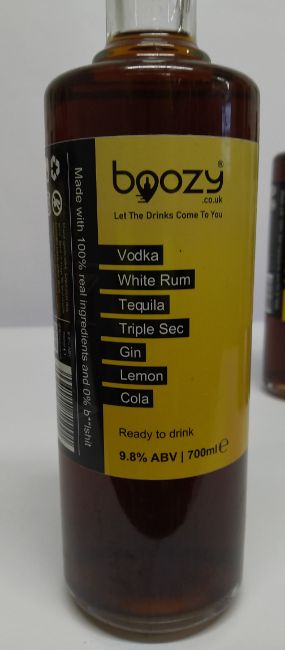 boozy®
.co.uk
Let The Drinks Come To You
Vodka
White Rum
Tequila
Triple Sec
Gin
Lemon
Cola
Ready to drink
9.8% ABV | 700ml℮
Made with 100% real ingredients and 0% b**lshit